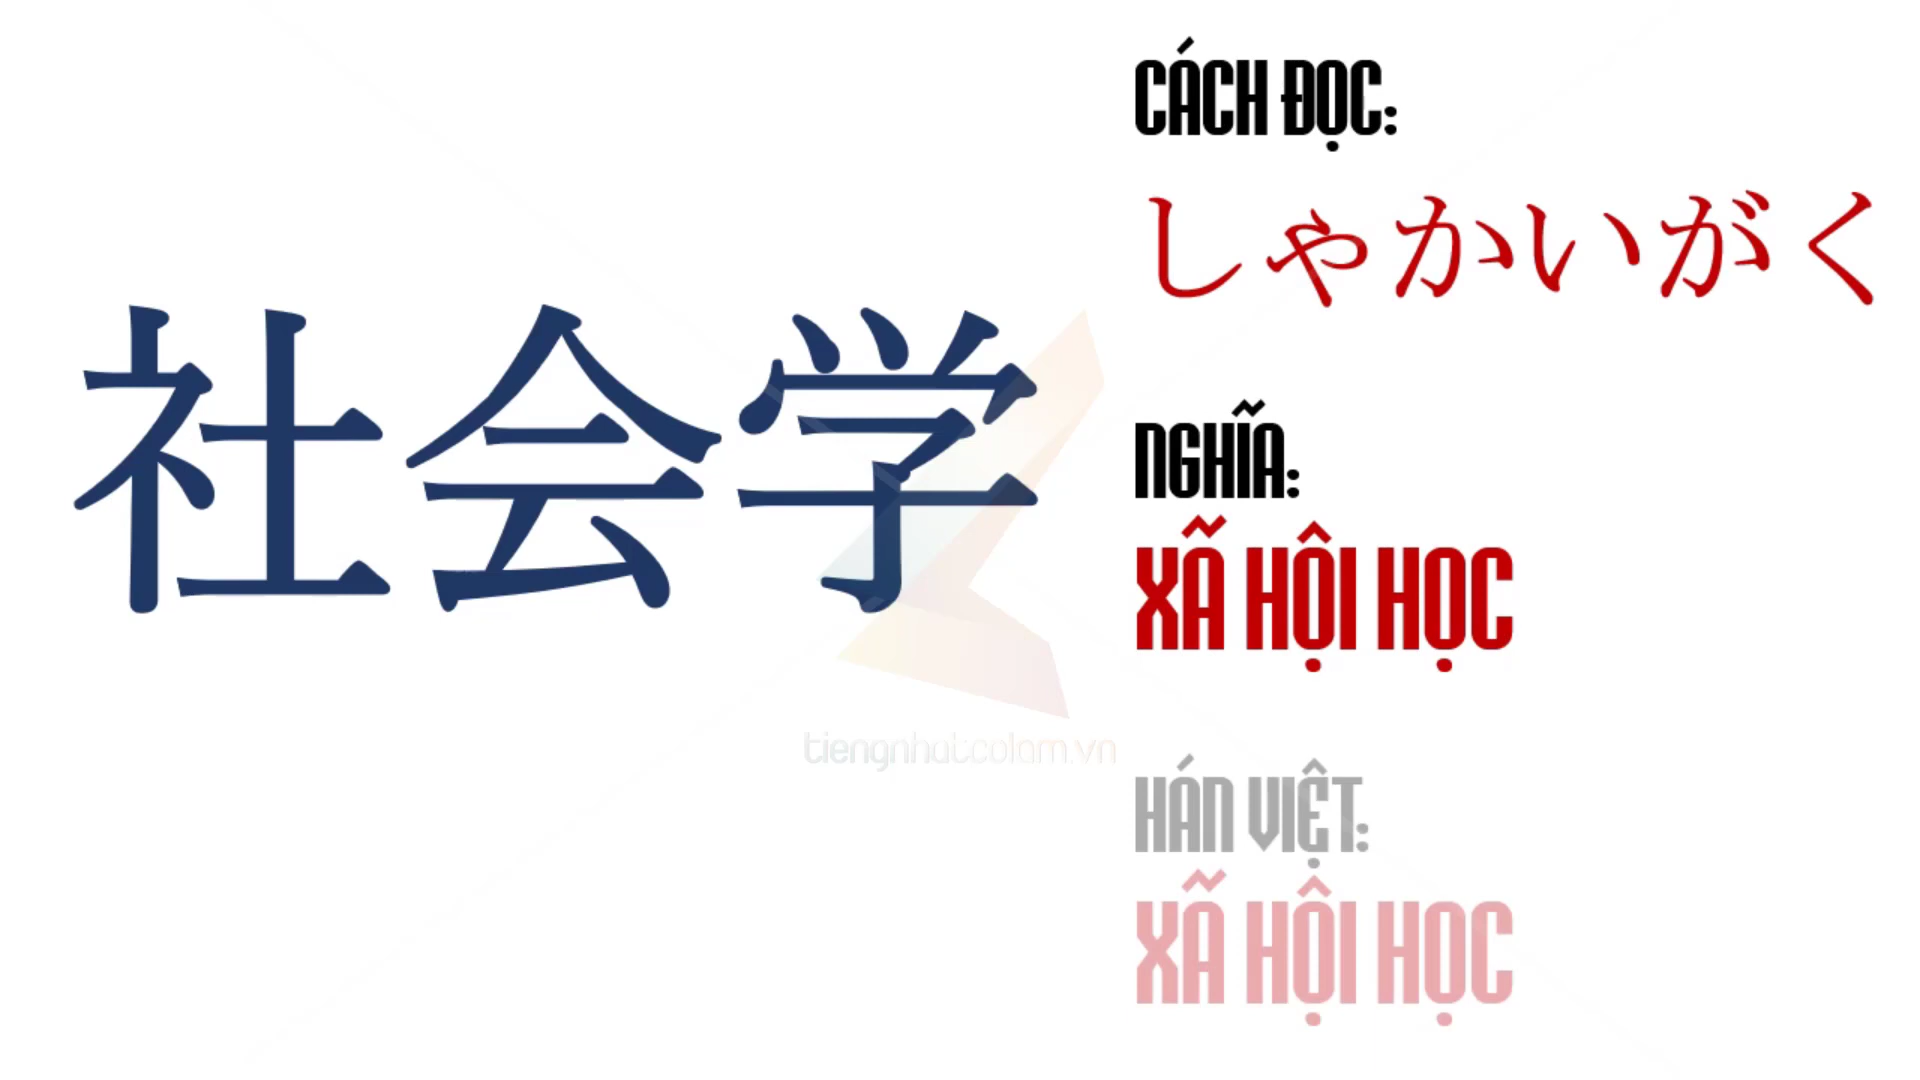 社会学
CÁCH ĐỌC:
しゃかいがく
NGHĨA:
XÃ HỘI HỌC
tiengnhatcolam.vn
HÁN VIỆT:
XÃ HỘI HỌC